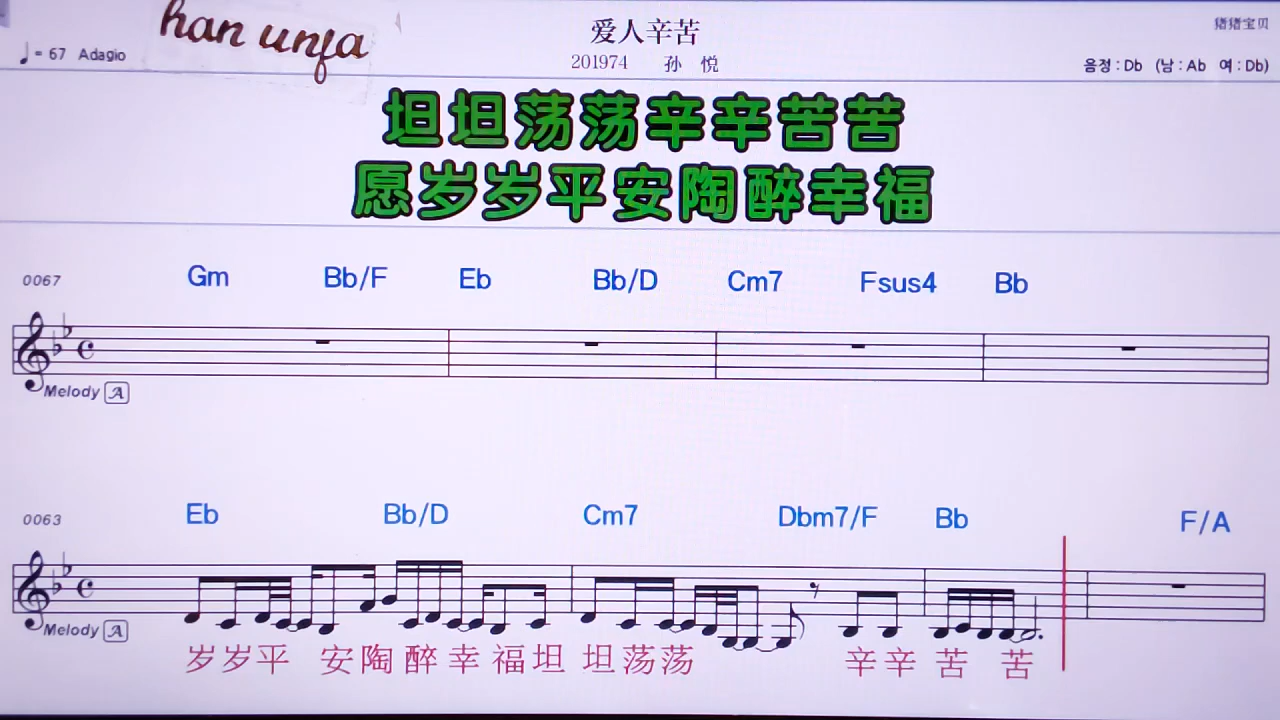 han unfa
爱人辛苦
猪猪宝贝
♩= 67 Adagio
201974 孙 悦
음정 : Db (남 : Ab 여 : Db)
坦坦荡荡辛辛苦苦
愿岁岁平安陶醉幸福
0067 Gm Bb/F Eb Bb/D Cm7 Fsus4 Bb
Melody A
0063 Eb Bb/D Cm7 Dbm7/F Bb F/A
Melody A
岁岁平 安陶醉幸福坦 坦荡荡 辛辛苦 苦